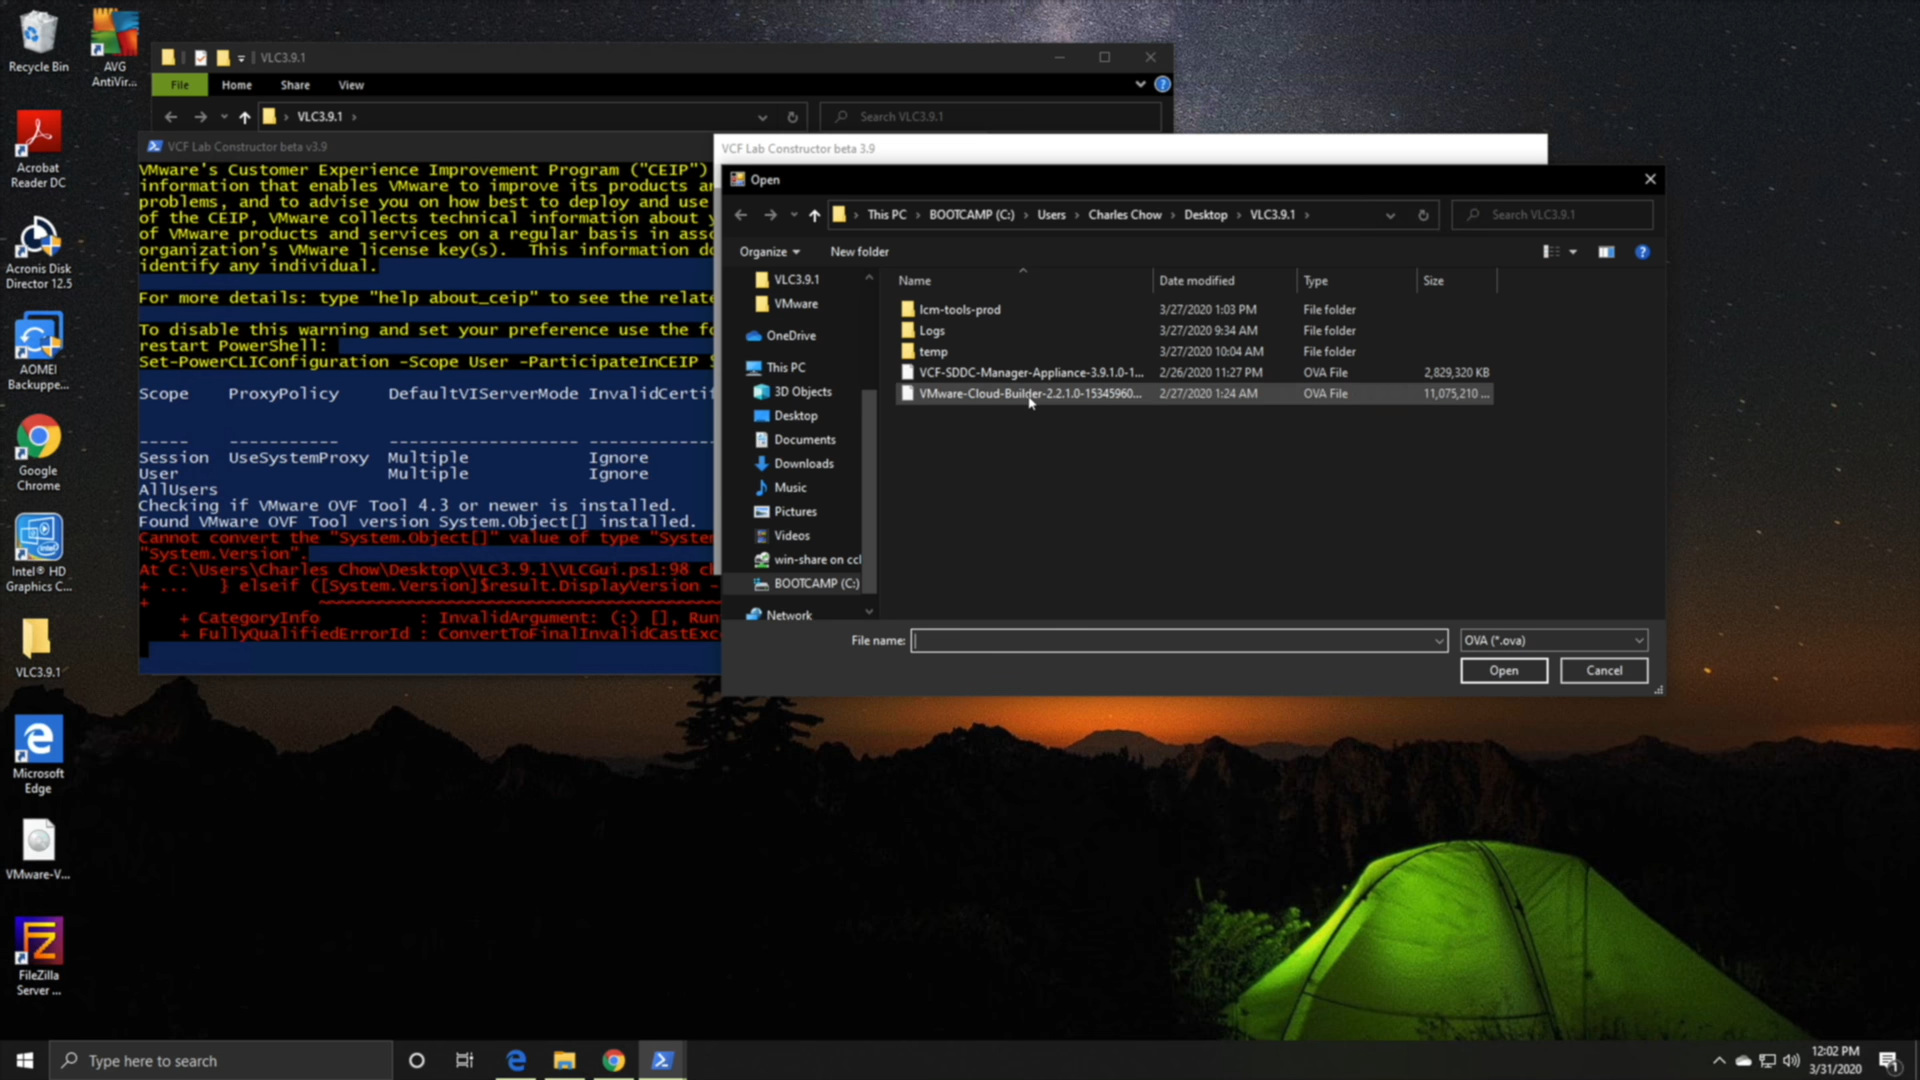 Recycle Bin
AVG
AntiVir...
Acrobat
Reader DC
Acronis Disk
Director 12.5
AOMEI
Backuppe...
Google
Chrome
Intel® HD
Graphics C...
VLC3.9.1
Microsoft
Edge
VMware-V...
FileZilla
Server ...
VLC3.9.1
File
Home
Share
View
VLC3.9.1
Search VLC3.9.1
VCF Lab Constructor beta v3.9
VMware's Customer Experience Improvement Program ("CEIP")
information that enables VMware to improve its products
problems, and to advise you on how best to deploy and use
of the CEIP, VMware collects technical information about
of VMware products and services on a regular basis in
organization's VMware license key(s).  This information
identify any individual.
For more details: type "help about_ceip" to see the
To disable this warning and set your preference use the
restart PowerShell:
Set-PowerCLIConfiguration -Scope User -ParticipateInCEIP
Scope    ProxyPolicy    DefaultVIServerMode
-----    -----------    ------------------- 
Session  UseSystemProxy  Multiple    Ignore
User    Multiple    Ignore
AllUsers
Checking if VMware OVF Tool 4.3 or newer is installed.
Found VMware OVF Tool version System.Object[] installed.
Cannot convert the "System.Object[]" value of type
"System.Version".
At C:\Users\Charles Chow\Desktop\VLC3.9.1\VLCGui.ps1:98
+ ...     } elseif ([System.Version]$result.DisplayVersion -
+
+ CategoryInfo          : InvalidArgument: (:) [],
+ FullyQualifiedErrorId :
VCF Lab Constructor beta 3.9
Open
This PC
BOOTCAMP (C:)
Users
Charles Chow
Desktop
VLC3.9.1
Search VLC3.9.1
Organize
New folder
VLC3.9.1
VMware
OneDrive
This PC
3D Objects
Desktop
Documents
Downloads
Music
Pictures
Videos
win-share on
BOOTCAMP (C:)
Network
Name    Date modified    Type    Size
lcm-tools-prod    3/27/2020 1:03 PM    File folder
Logs    3/27/2020 9:34 AM    File folder
temp    3/27/2020 10:04 AM    File folder
VCF-SDDC-Manager-Appliance-3.9.1.0-1...    2/26/2020 11:27 PM    OVA File    2,829,320 KB
VMware-Cloud-Builder-2.2.1.0-15345960...    2/27/2020 1:24 AM    OVA File    11,075,210 ...
File name:
OVA (*.ova)
Open
Cancel
Type here to search
12:02 PM
3/31/2020
1